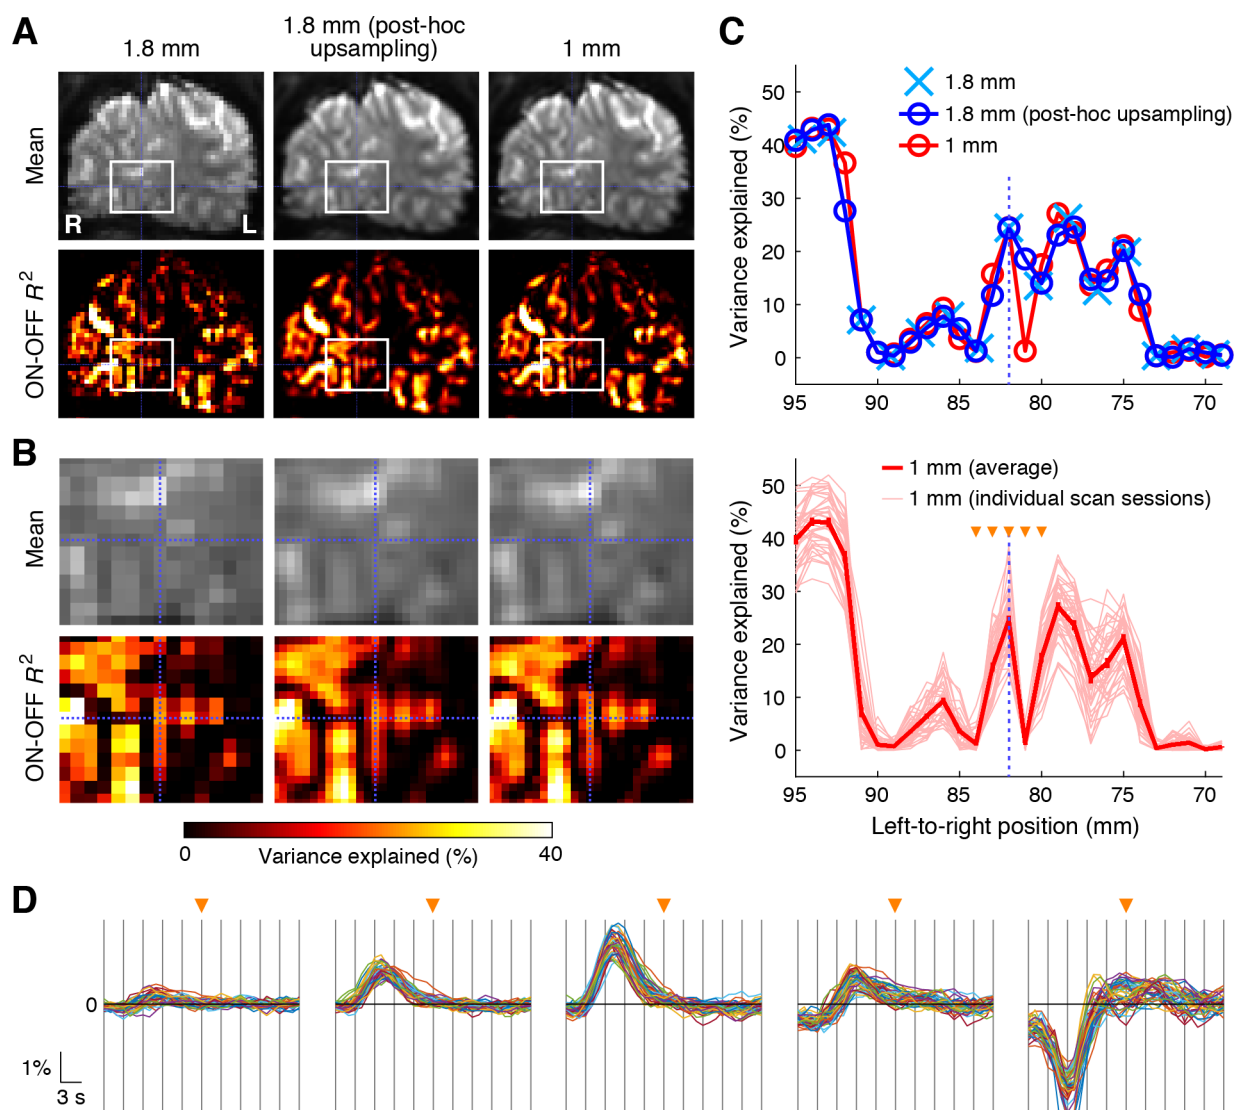 A
1.8 mm
1.8 mm (post-hoc
upsampling)
1 mm
Mean
R
L
ON-OFF R²
B
Mean
ON-OFF R²
0
Variance explained (%)
40
C
1.8 mm
1.8 mm (post-hoc upsampling)
1 mm
Variance explained (%)
50
40
30
20
10
0
95
90
85
80
75
70
1 mm (average)
1 mm (individual scan sessions)
Variance explained (%)
50
40
30
20
10
0
95
90
85
80
75
70
Left-to-right position (mm)
D
0
1%
3 s